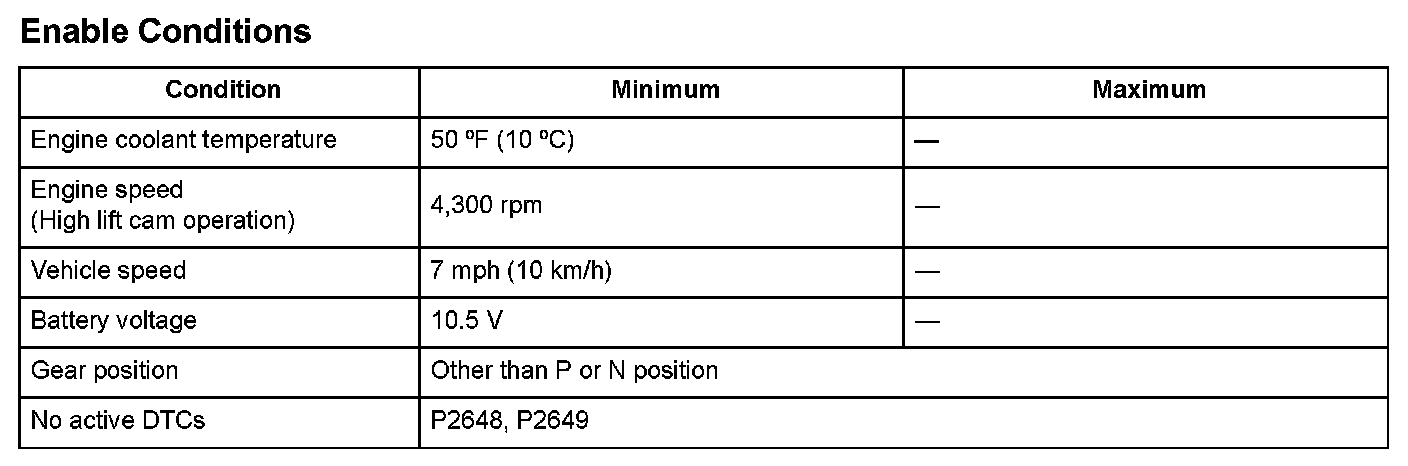 Enable Conditions
Condition Minimum Maximum
Engine coolant temperature 50 ºF (10 ºC) —
Engine speed
(High lift cam operation) 4,300 rpm —
Vehicle speed 7 mph (10 km/h) —
Battery voltage 10.5 V —
Gear position Other than P or N position
No active DTCs P2648, P2649